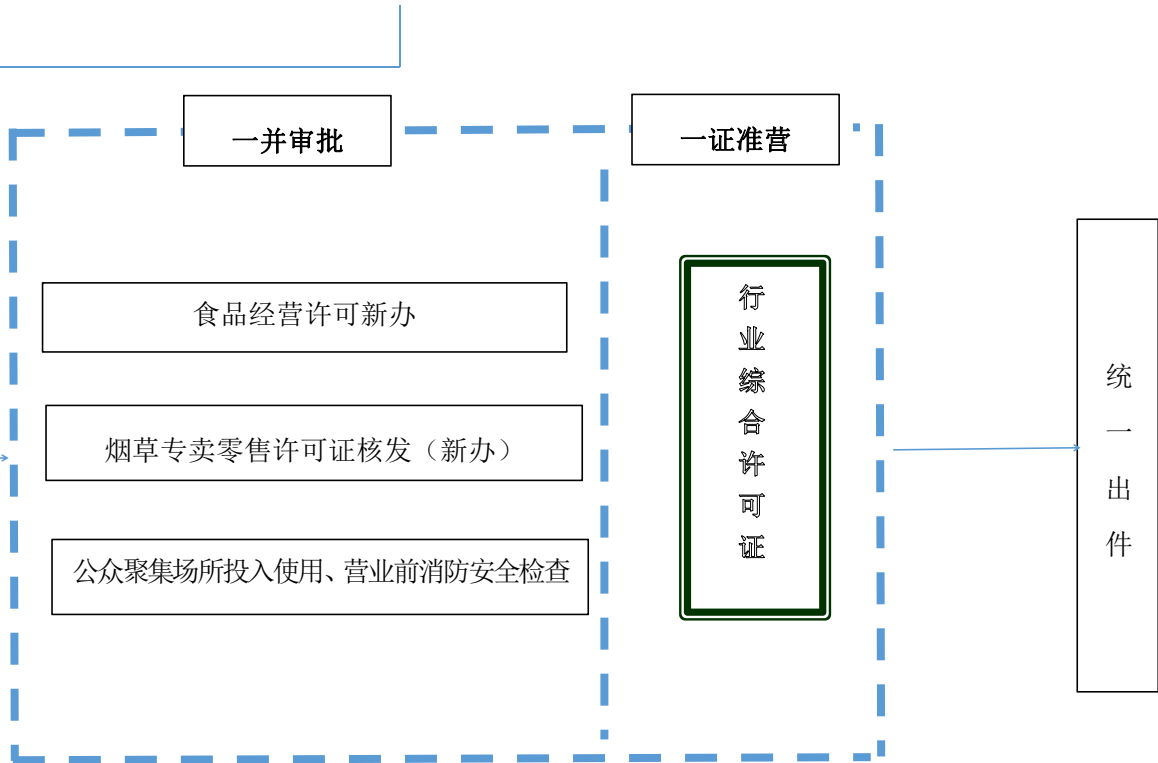 一并审批
一证准营
食品经营许可新办
烟草专卖零售许可证核发（新办）
公众聚集场所投入使用、营业前消防安全检查
行业综合许可证
统一出件